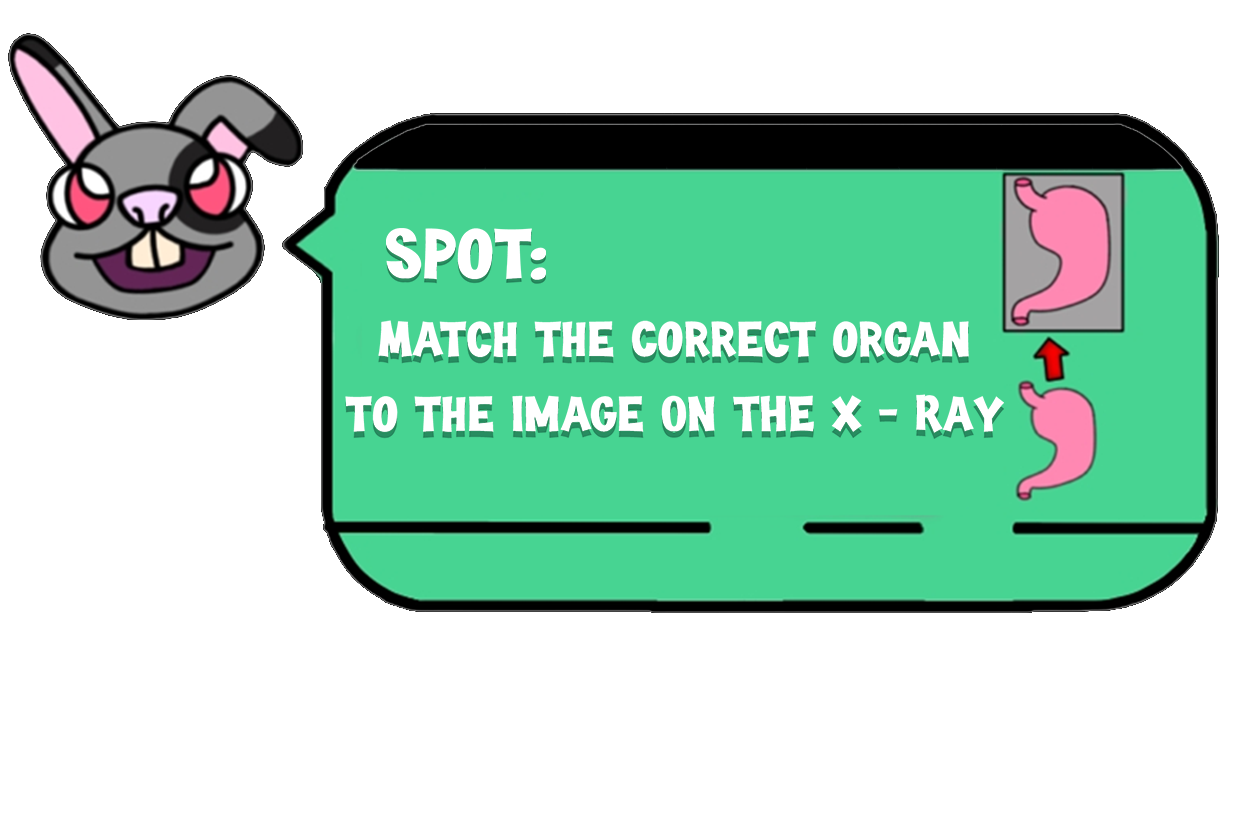 SPOT:
MATCH THE CORRECT ORGAN
TO THE IMAGE ON THE X - RAY